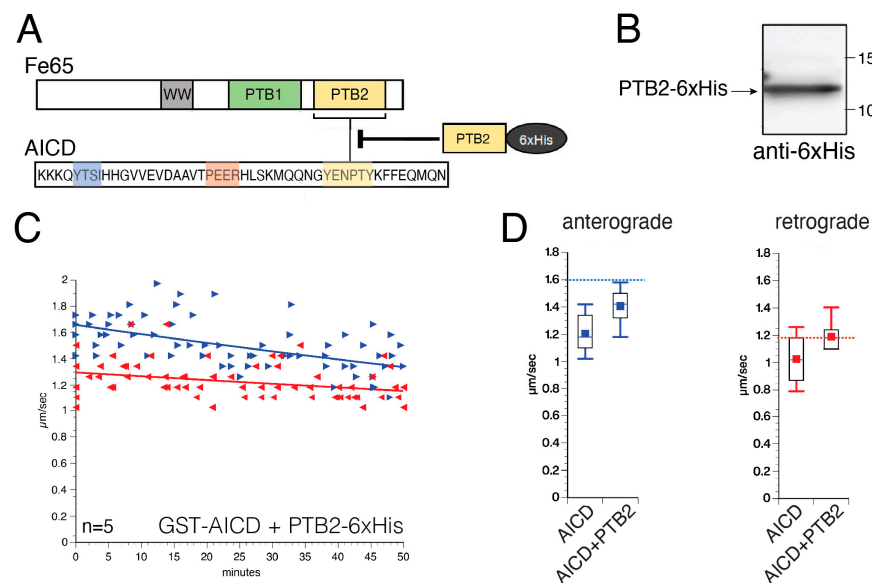 A
Fe65
WW
PTB1
PTB2
PTB2
6xHis
AICD
KKKQYTSIHHGVVEVDAAVTPEERHLSKMQQNGYENPTYKFFEQMQN
B
PTB2-6xHis
15
10
anti-6xHis
C
2
1.8
1.6
1.4
1.2
1
0.8
0.6
0.4
0.2
0
µm/sec
n=5
GST-AICD + PTB2-6xHis
0 5 10 15 20 25 30 35 40 45 50
minutes
D
anterograde
1.8
1.6
1.4
1.2
1
0.8
0.6
0.4
0.2
0
µm/sec
AICD
AICD+PTB2
retrograde
1.8
1.6
1.4
1.2
1
0.8
0.6
0.4
0.2
0
µm/sec
AICD
AICD+PTB2